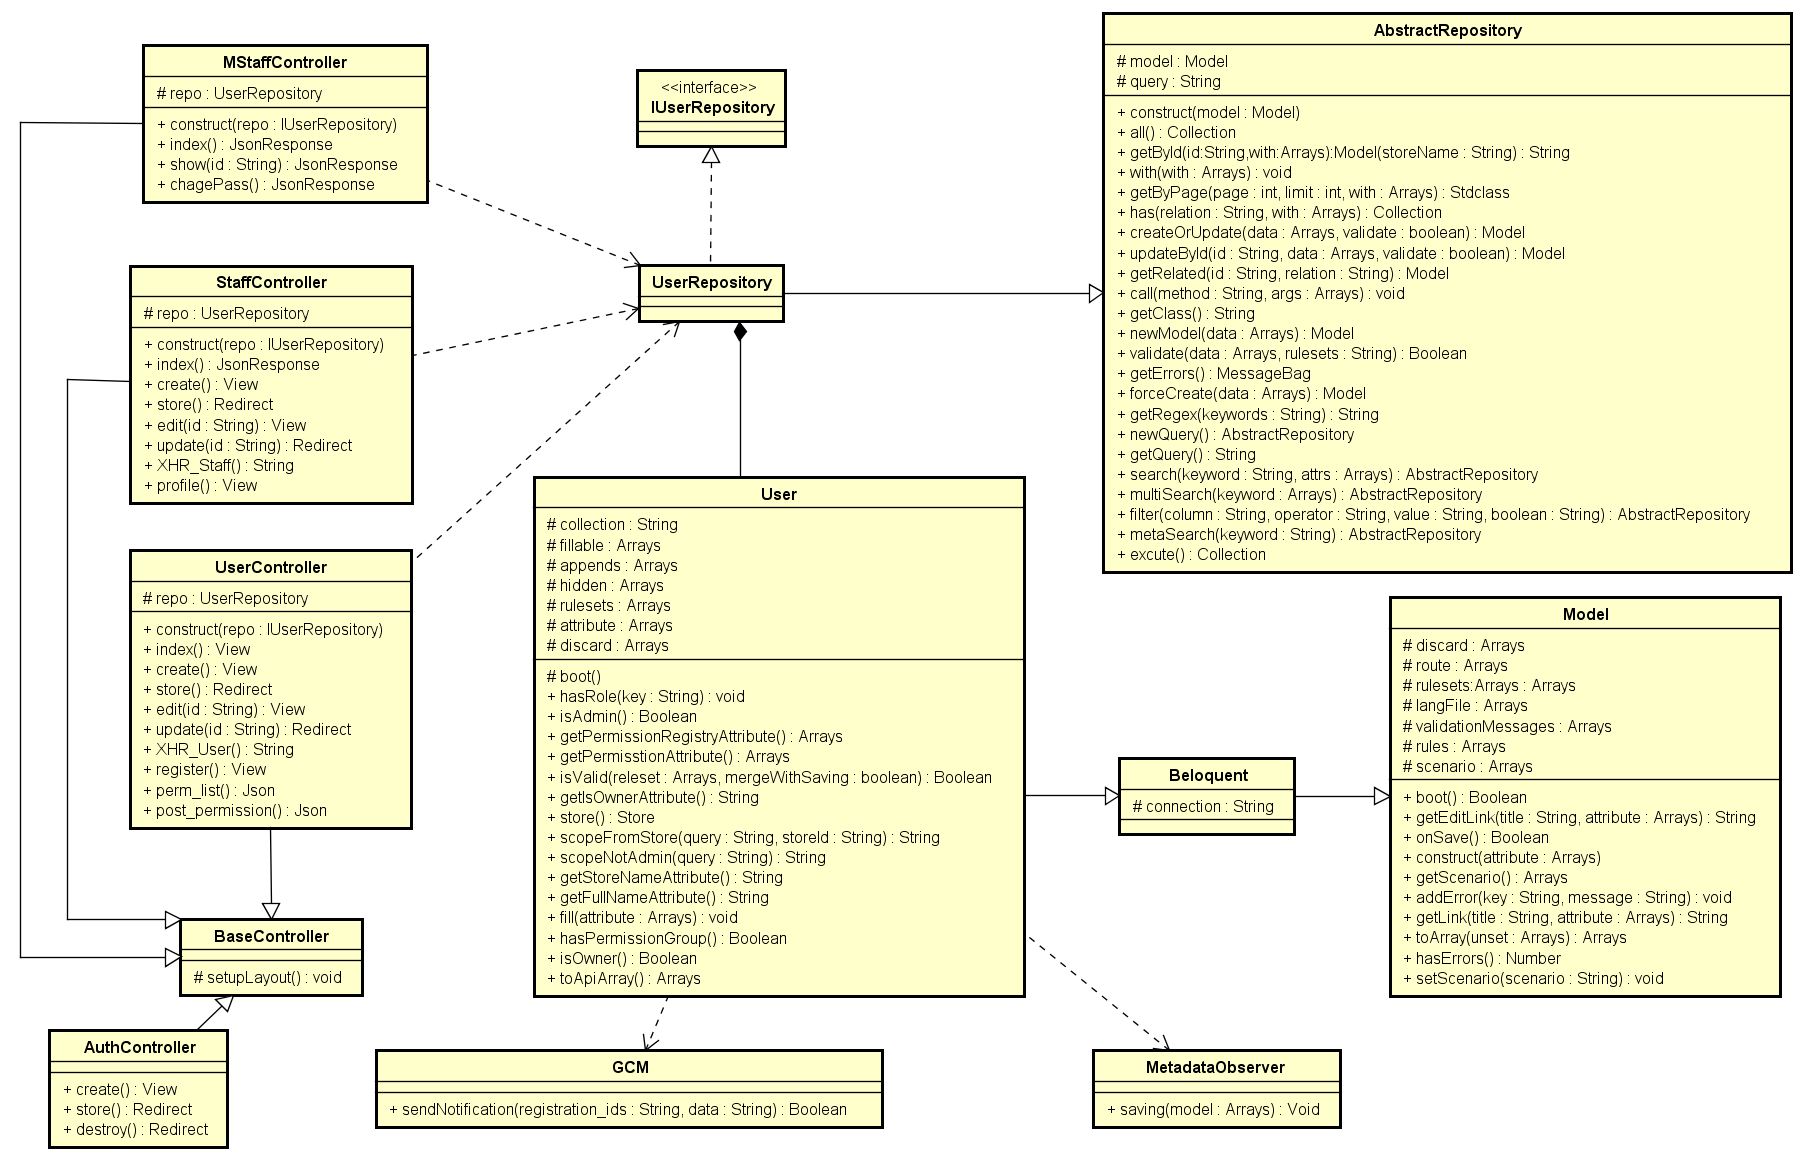 MStaffController
# repo : UserRepository
+ construct(repo : IUserRepository)
+ index() : JsonResponse
+ show(id : String) : JsonResponse
+ chagePass() : JsonResponse
<<interface>>
IUserRepository
AbstractRepository
# model : Model
# query : String
+ construct(model : Model)
+ all() : Collection
+ getById(id:String,with:Arrays):Model(storeName : String) : String
+ with(with : Arrays) : void
+ getByPage(page : int, limit : int, with : Arrays) : Stdclass
+ has(relation : String, with : Arrays) : Collection
+ createOrUpdate(data : Arrays, validate : boolean) : Model
+ updateById(id : String, data : Arrays, validate : boolean) : Model
+ getRelated(id : String, relation : String) : Model
+ call(method : String, args : Arrays) : void
+ getClass() : String
+ newModel(data : Arrays) : Model
+ validate(data : Arrays, rulesets : String) : Boolean
+ getErrors() : MessageBag
+ forceCreate(data : Arrays) : Model
+ getRegex(keywords : String) : String
+ newQuery() : AbstractRepository
+ getQuery() : String
+ search(keyword : String, attrs : Arrays) : AbstractRepository
+ multiSearch(keyword : Arrays) : AbstractRepository
+ filter(column : String, operator : String, value : String, boolean : String) : AbstractRepository
+ metaSearch(keyword : String) : AbstractRepository
+ excute() : Collection
StaffController
# repo : UserRepository
+ construct(repo : IUserRepository)
+ index() : JsonResponse
+ create() : View
+ store() : Redirect
+ edit(id : String) : View
+ update(id : String) : Redirect
+ XHR_Staff() : String
+ profile() : View
UserRepository
User
# collection : String
# fillable : Arrays
# appends : Arrays
# hidden : Arrays
# rulesets : Arrays
# attribute : Arrays
# discard : Arrays
# boot()
+ hasRole(key : String) : void
+ isAdmin() : Boolean
+ getPermissionRegistryAttribute() : Arrays
+ getPermisstionAttribute() : Arrays
+ isValid(releset : Arrays, mergeWithSaving : boolean) : Boolean
+ getIsOwnerAttribute() : String
+ store() : Store
+ scopeFromStore(query : String, storeId : String) : String
+ scopeNotAdmin(query : String) : String
+ getStoreNameAttribute() : String
+ getFullNameAttribute() : String
+ fill(attribute : Arrays) : void
+ hasPermissionGroup() : Boolean
+ isOwner() : Boolean
+ toApiArray() : Arrays
UserController
# repo : UserRepository
+ construct(repo : IUserRepository)
+ index() : View
+ create() : View
+ store() : Redirect
+ edit(id : String) : View
+ update(id : String) : Redirect
+ XHR_User() : String
+ register() : View
+ perm_list() : Json
+ post_permission() : Json
Beloquent
# connection : String
Model
# discard : Arrays
# route : Arrays
# rulesets:Arrays : Arrays
# langFile : Arrays
# validationMessages : Arrays
# rules : Arrays
# scenario : Arrays
+ boot() : Boolean
+ getEditLink(title : String, attribute : Arrays) : String
+ onSave() : Boolean
+ construct(attribute : Arrays)
+ getScenario() : Arrays
+ addError(key : String, message : String) : void
+ getLink(title : String, attribute : Arrays) : String
+ toArray(unset : Arrays) : Arrays
+ hasErrors() : Number
+ setScenario(scenario : String) : void
BaseController
# setupLayout() : void
AuthController
+ create() : View
+ store() : Redirect
+ destroy() : Redirect
GCM
+ sendNotification(registration_ids : String, data : String) : Boolean
MetadataObserver
+ saving(model : Arrays) : Void